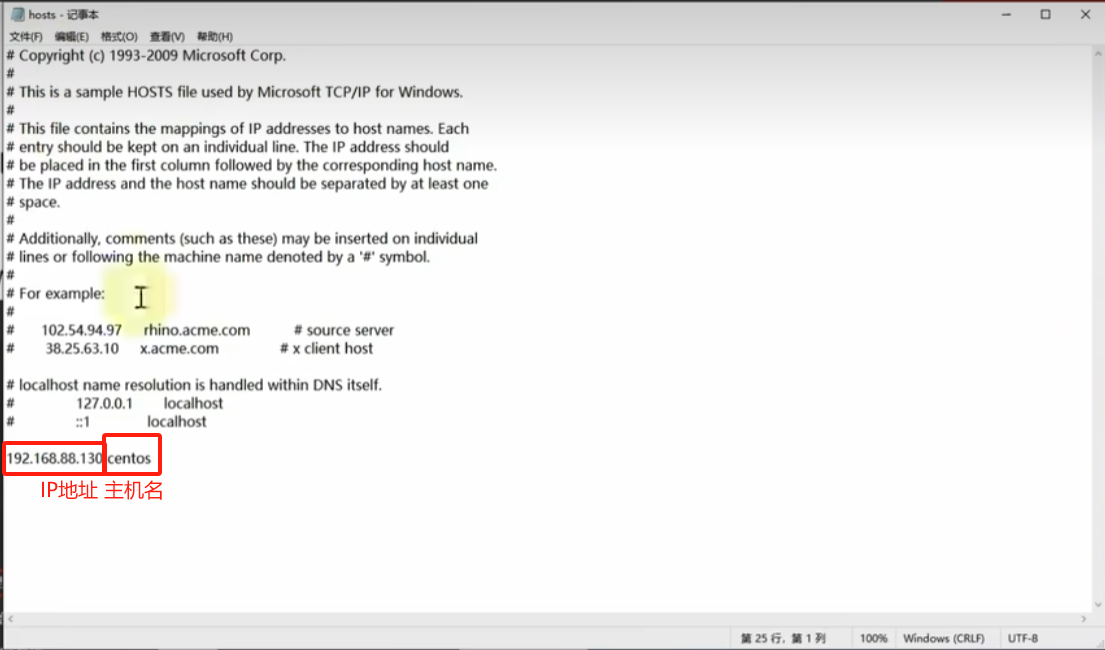 hosts - 记事本
文件(F) 编辑(E) 格式(O) 查看(V) 帮助(H)
# Copyright (c) 1993-2009 Microsoft Corp.
#
# This is a sample HOSTS file used by Microsoft TCP/IP for Windows.
#
# This file contains the mappings of IP addresses to host names. Each
# entry should be kept on an individual line. The IP address should
# be placed in the first column followed by the corresponding host name.
# The IP address and the host name should be separated by at least one
# space.
#
# Additionally, comments (such as these) may be inserted on individual
# lines or following the machine name denoted by a '#' symbol.
#
# For example:
#
# 102.54.94.97 rhino.acme.com # source server
# 38.25.63.10 x.acme.com # x client host
# localhost name resolution is handled within DNS itself.
# 127.0.0.1 localhost
# ::1 localhost
192.168.88.130 centos
IP地址 主机名
第 25 行，第 1 列 100% Windows (CRLF) UTF-8